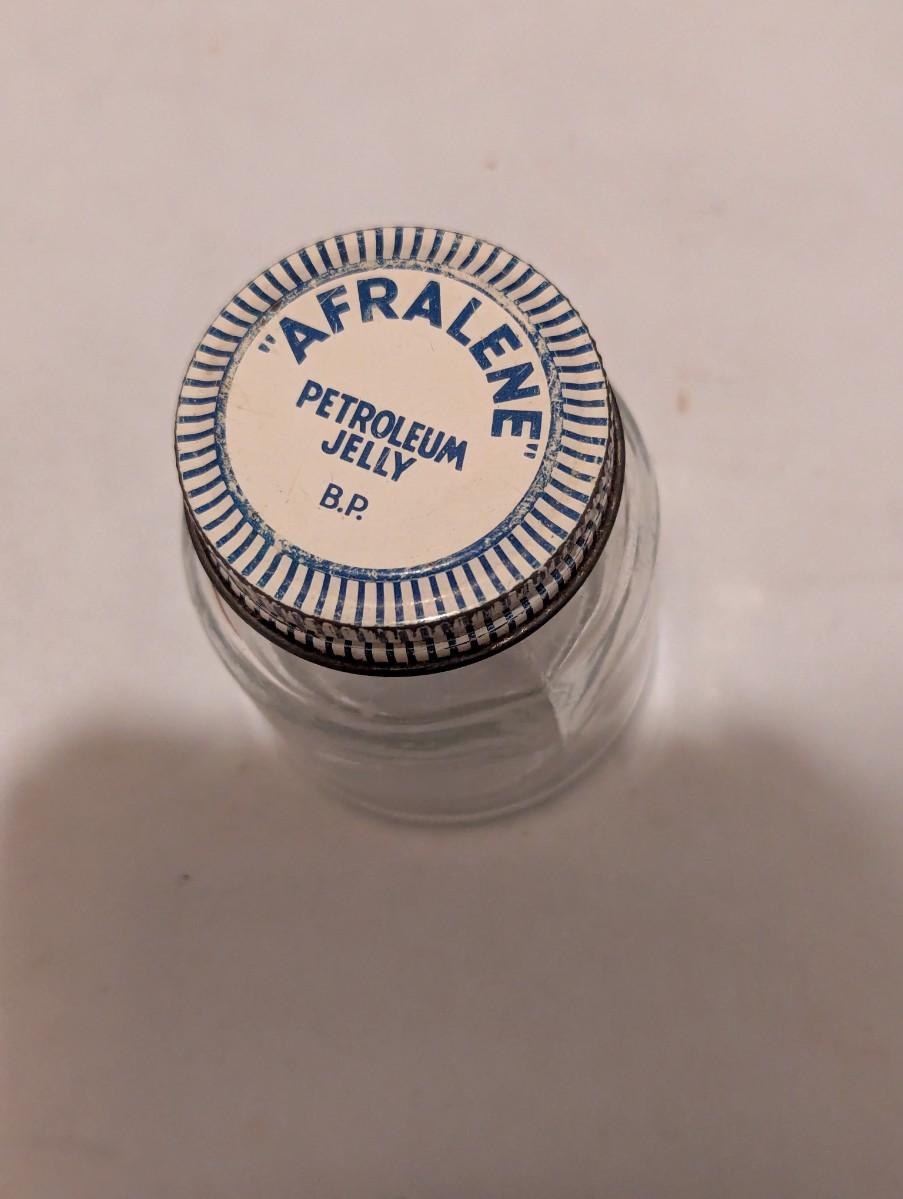 "AFRALENE"
PETROLEUM
JELLY
B.P.